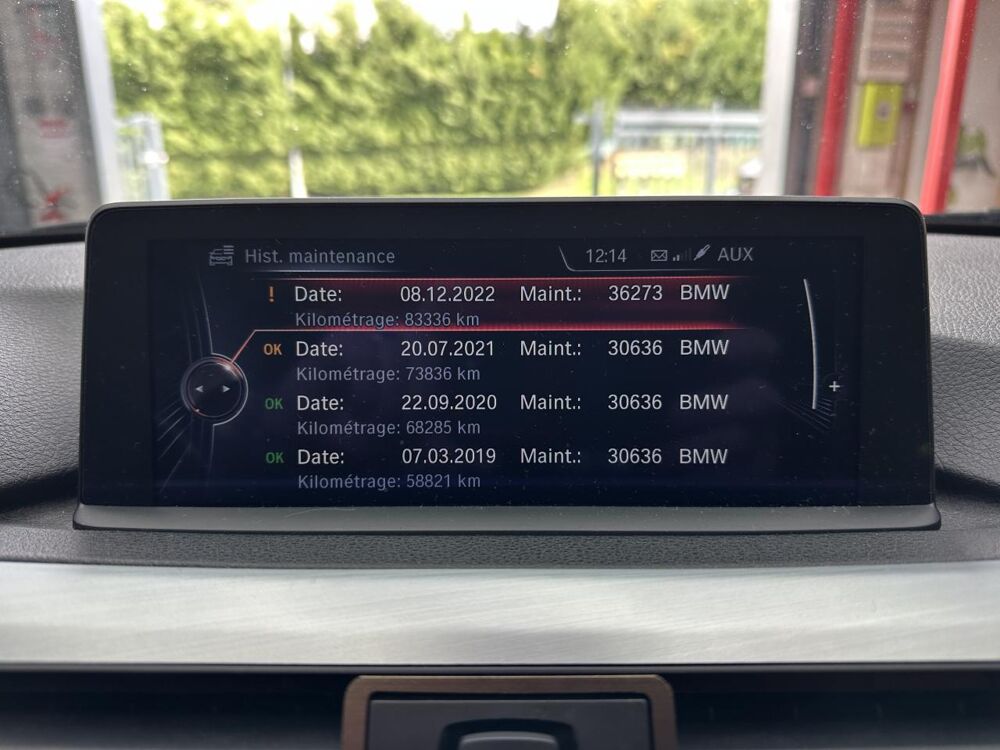 Hist. maintenance 12:14 AUX
! Date: 08.12.2022 Maint.: 36273 BMW
Kilométrage: 83336 km
OK Date: 20.07.2021 Maint.: 30636 BMW
Kilométrage: 73836 km
OK Date: 22.09.2020 Maint.: 30636 BMW
Kilométrage: 68285 km
OK Date: 07.03.2019 Maint.: 30636 BMW
Kilométrage: 58821 km